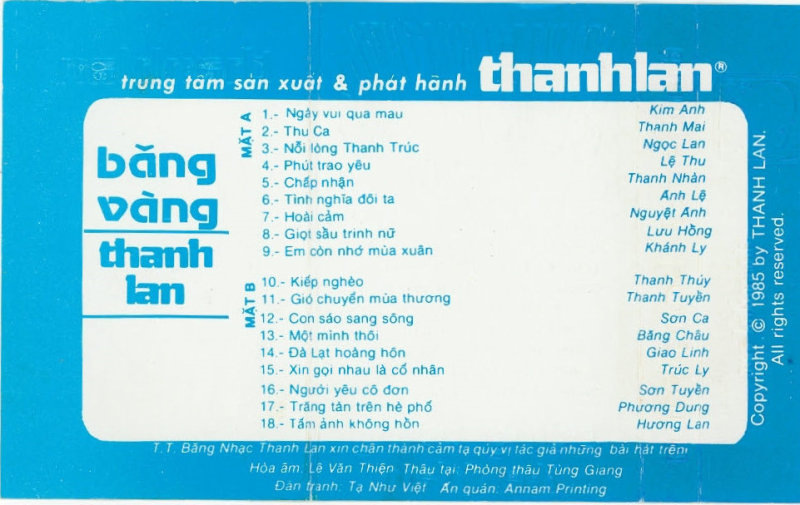 trung tâm sản xuất & phát hành thanhlan®
băng
vàng
thanh
lan
MẶT A
1.- Ngày vui qua mau Kim Anh
2.- Thu Ca Thanh Mai
3.- Nỗi lòng Thanh Trúc Ngọc Lan
4.- Phút trao yêu Lệ Thu
5.- Chấp nhận Thanh Nhàn
6.- Tình nghĩa đôi ta Ánh Lệ
7.- Hoài cảm Nguyệt Ánh
8.- Giọt sầu trinh nữ Lưu Hồng
9.- Em còn nhớ mùa xuân Khánh Ly
MẶT B
10.- Kiếp nghèo Thanh Thúy
11.- Gió chuyển mùa thương Thanh Tuyền
12.- Con sáo sang sông Sơn Ca
13.- Một mình thôi Băng Châu
14.- Đà Lạt hoàng hôn Giao Linh
15.- Xin gọi nhau là cố nhân Trúc Ly
16.- Người yêu cô đơn Sơn Tuyền
17.- Trăng tàn trên hè phố Phương Dung
18.- Tấm ảnh không hồn Hương Lan
Copyright © 1985 by THANH LAN.
All rights reserved.
T.T. Băng Nhạc Thanh Lan xin chân thành cảm tạ qúy vị tác giả những bài hát trên
Hòa âm: Lê Văn Thiện Thâu tại: Phòng thâu Tùng Giang
Đàn tranh: Tạ Như Việt Ấn quán: Annam Printing